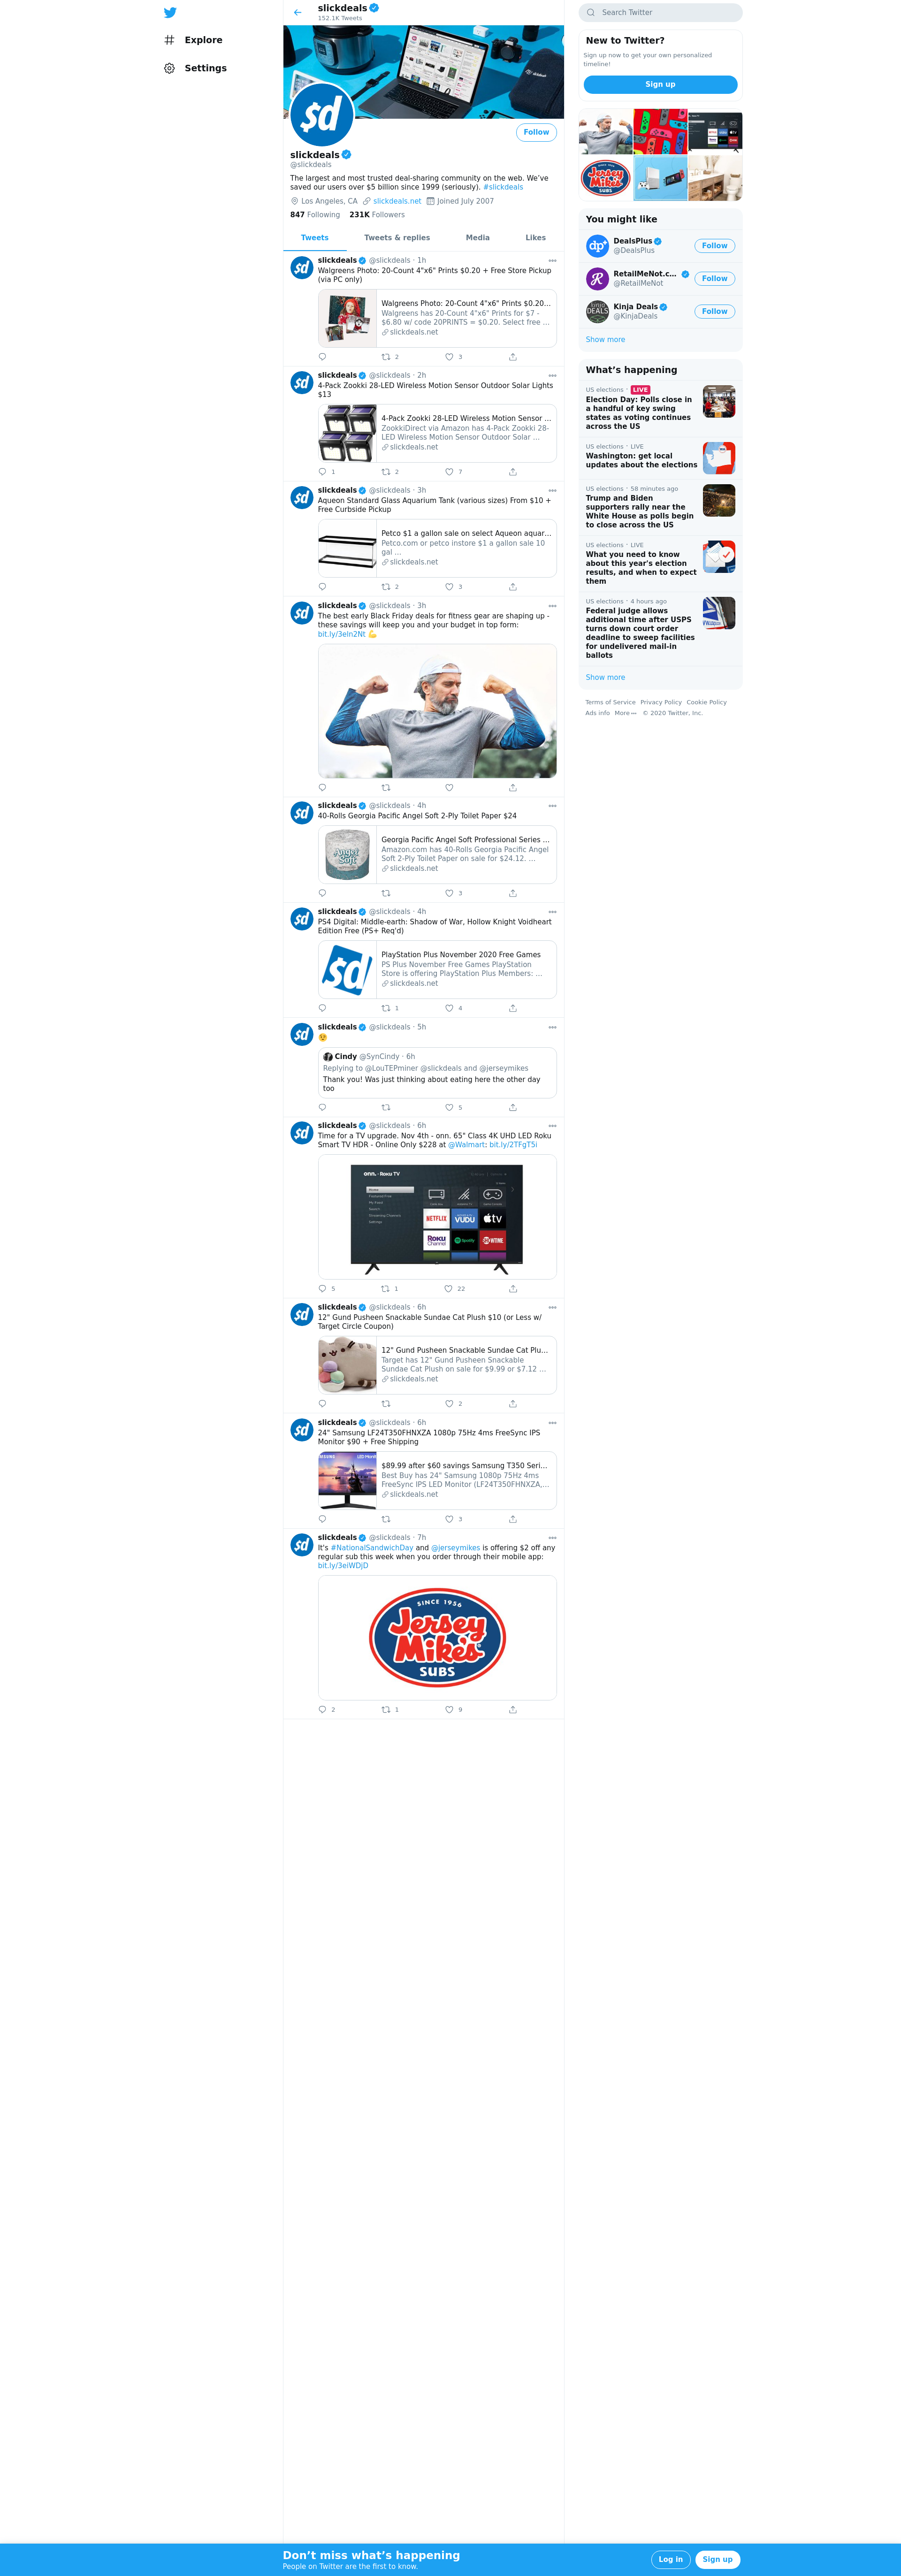 Explore
Settings
slickdeals
152.1K Tweets
$d
Follow
slickdeals
@slickdeals
The largest and most trusted deal-sharing community on the web. We've
saved our users over $5 billion since 1999 (seriously). #slickdeals
Los Angeles, CA slickdeals.net Joined July 2007
847 Following 231K Followers
Tweets Tweets & replies Media Likes
slickdeals @slickdeals · 1h
Walgreens Photo: 20-Count 4"x6" Prints $0.20 + Free Store Pickup
(via PC only)
Walgreens Photo: 20-Count 4"x6" Prints $0.20...
Walgreens has 20-Count 4"x6" Prints for $7 -
$6.80 w/ code 20PRINTS = $0.20. Select free ...
slickdeals.net
2 3
slickdeals @slickdeals · 2h
4-Pack Zookki 28-LED Wireless Motion Sensor Outdoor Solar Lights
$13
4-Pack Zookki 28-LED Wireless Motion Sensor ...
ZookkiDirect via Amazon has 4-Pack Zookki 28-
LED Wireless Motion Sensor Outdoor Solar ...
slickdeals.net
1 2 7
slickdeals @slickdeals · 3h
Aqueon Standard Glass Aquarium Tank (various sizes) From $10 +
Free Curbside Pickup
Petco $1 a gallon sale on select Aqueon aquar...
Petco.com or petco instore $1 a gallon sale 10
gal ...
slickdeals.net
2 3
slickdeals @slickdeals · 3h
The best early Black Friday deals for fitness gear are shaping up -
these savings will keep you and your budget in top form:
bit.ly/3eln2Nt 💪
slickdeals @slickdeals · 4h
40-Rolls Georgia Pacific Angel Soft 2-Ply Toilet Paper $24
Angel Soft
Georgia Pacific Angel Soft Professional Series ...
Amazon.com has 40-Rolls Georgia Pacific Angel
Soft 2-Ply Toilet Paper on sale for $24.12. ...
slickdeals.net
3
slickdeals @slickdeals · 4h
PS4 Digital: Middle-earth: Shadow of War, Hollow Knight Voidheart
Edition Free (PS+ Req'd)
$d
PlayStation Plus November 2020 Free Games
PS Plus November Free Games PlayStation
Store is offering PlayStation Plus Members: ...
slickdeals.net
1 4
slickdeals @slickdeals · 5h
Cindy @SynCindy · 6h
Replying to @LouTEPminer @slickdeals and @jerseymikes
Thank you! Was just thinking about eating here the other day
too
5
slickdeals @slickdeals · 6h
Time for a TV upgrade. Nov 4th - onn. 65" Class 4K UHD LED Roku
Smart TV HDR - Online Only $228 at @Walmart: bit.ly/2TFgT5i
onn. Roku TV
NETFLIX VUDU tv
Roku Channel Spotify SHOWTIME
5 1 22
slickdeals @slickdeals · 6h
12" Gund Pusheen Snackable Sundae Cat Plush $10 (or Less w/
Target Circle Coupon)
12" Gund Pusheen Snackable Sundae Cat Plu...
Target has 12" Gund Pusheen Snackable
Sundae Cat Plush on sale for $9.99 or $7.12 ...
slickdeals.net
2
slickdeals @slickdeals · 6h
24" Samsung LF24T350FHNXZA 1080p 75Hz 4ms FreeSync IPS
Monitor $90 + Free Shipping
$89.99 after $60 savings Samsung T350 Seri...
Best Buy has 24" Samsung 1080p 75Hz 4ms
FreeSync IPS LED Monitor (LF24T350FHNXZA,...
slickdeals.net
3
slickdeals @slickdeals · 7h
It's #NationalSandwichDay and @jerseymikes is offering $2 off any
regular sub this week when you order through their mobile app:
bit.ly/3eiWDjD
SINCE 1956
Jersey
Mike's
SUBS
2 1 9
Search Twitter
New to Twitter?
Sign up now to get your own personalized
timeline!
Sign up
Jersey
Mike's
SUBS
You might like
dp+
DealsPlus
@DealsPlus
Follow
RetailMeNot.c...
@RetailMeNot
Follow
KINJA
DEALS
Kinja Deals
@KinjaDeals
Follow
Show more
What's happening
US elections · LIVE
Election Day: Polls close in
a handful of key swing
states as voting continues
across the US
US elections · LIVE
Washington: get local
updates about the elections
US elections · 58 minutes ago
Trump and Biden
supporters rally near the
White House as polls begin
to close across the US
US elections · LIVE
What you need to know
about this year's election
results, and when to expect
them
US elections · 4 hours ago
Federal judge allows
additional time after USPS
turns down court order
deadline to sweep facilities
for undelivered mail-in
ballots
Show more
Terms of Service Privacy Policy Cookie Policy
Ads info More © 2020 Twitter, Inc.
Don't miss what's happening
People on Twitter are the first to know.
Log in Sign up